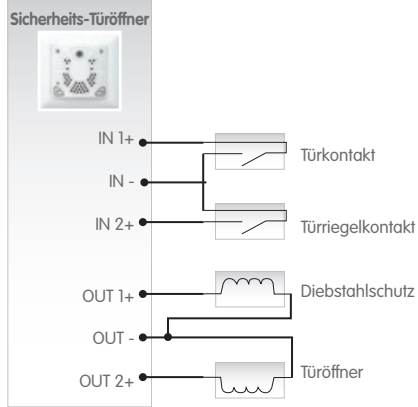 Sicherheits-Türöffner
IN 1+
Türkontakt
IN -
IN 2+
Türriegelkontakt
OUT 1+
Diebstahlschutz
OUT -
OUT 2+
Türöffner